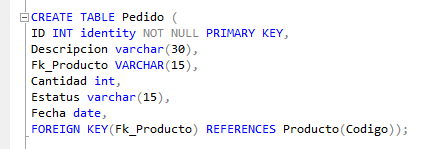 CREATE TABLE Pedido (
ID INT identity NOT NULL PRIMARY KEY,
Descripcion varchar(30),
Fk_Producto VARCHAR(15),
Cantidad int,
Estatus varchar(15),
Fecha date,
FOREIGN KEY(Fk_Producto) REFERENCES Producto(Codigo));